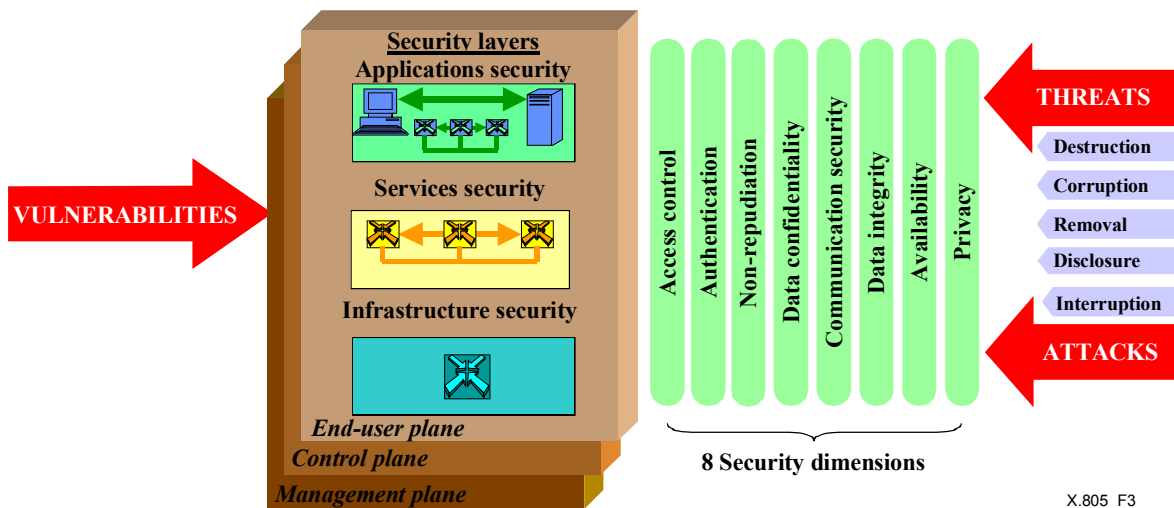 Security layers
Applications security
Services security
Infrastructure security
End-user plane
Control plane
Management plane
VULNERABILITIES
Access control
Authentication
Non-repudiation
Data confidentiality
Communication security
Data integrity
Availability
Privacy
8 Security dimensions
THREATS
Destruction
Corruption
Removal
Disclosure
Interruption
ATTACKS
X.805_F3